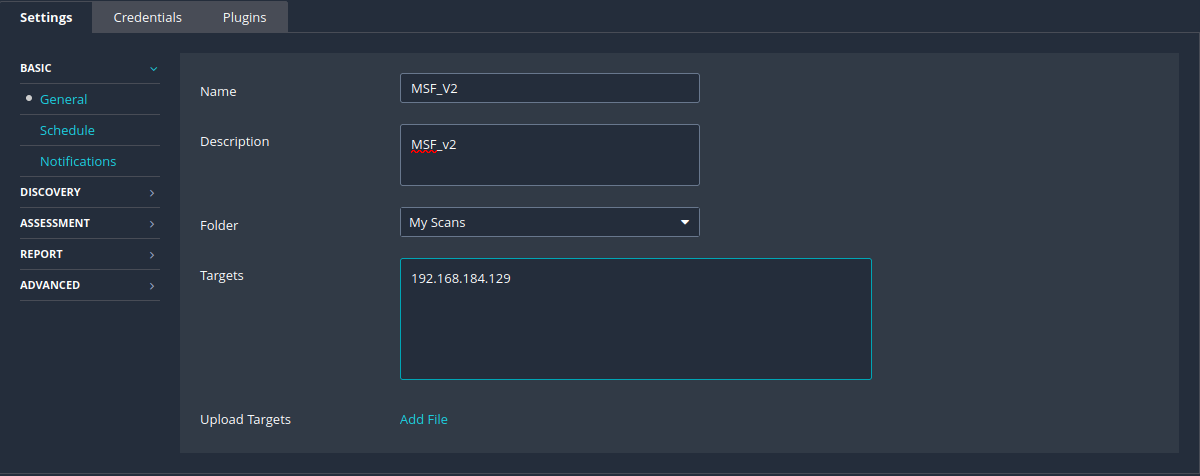 Settings Credentials Plugins
BASIC
General
Schedule
Notifications
DISCOVERY
ASSESSMENT
REPORT
ADVANCED
Name MSF_V2
Description MSF_v2
Folder My Scans
Targets 192.168.184.129
Upload Targets Add File